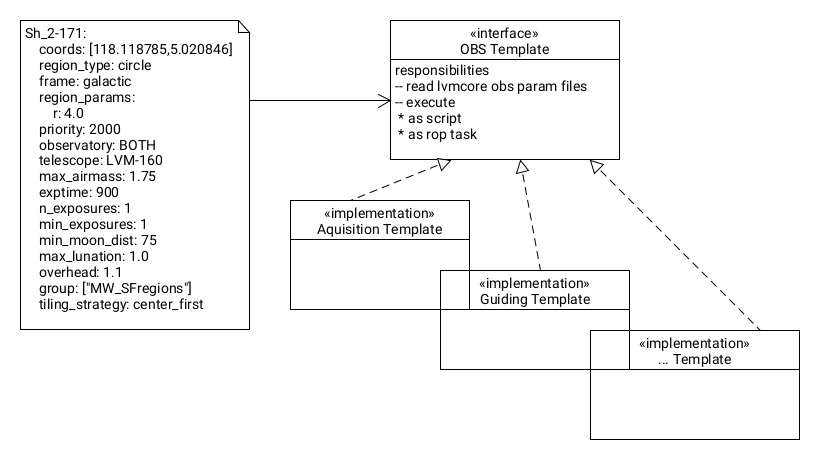 Sh_2-171:
coords: [118.118785,5.020846]
region_type: circle
frame: galactic
region_params:
r: 4.0
priority: 2000
observatory: BOTH
telescope: LVM-160
max_airmass: 1.75
exptime: 900
n_exposures: 1
min_exposures: 1
min_moon_dist: 75
max_lunation: 1.0
overhead: 1.1
group: ["MW_SFregions"]
tiling_strategy: center_first
«interface»
OBS Template
responsibilities
-- read lvmcore obs param files
-- execute
* as script
* as rop task
«implementation»
Aquisition Template
«implementation»
Guiding Template
«implementation»
... Template